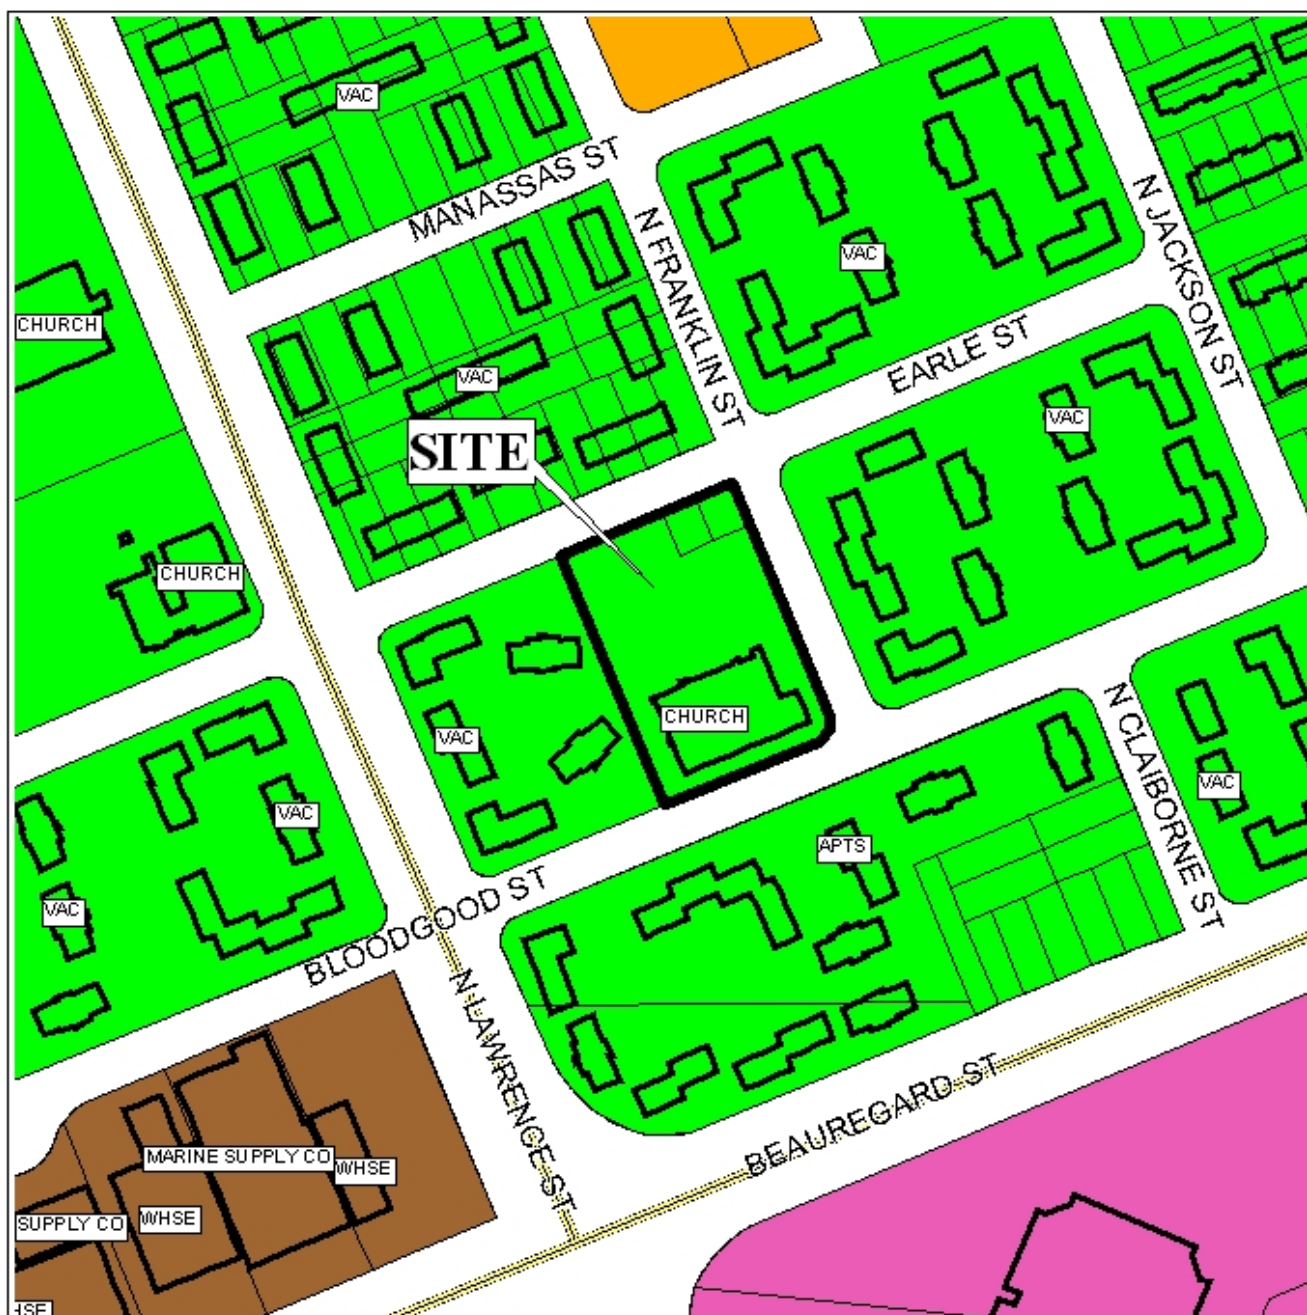 VAC
MANASSAS ST
N JACKSON ST
N FRANKLIN ST
VAC
CHURCH
EARLE ST
VAC
VAC
SITE
CHURCH
CHURCH
VAC
N CLAIBORNE ST
VAC
VAC
APTS
VAC
BLOODGOOD ST
N LAWRENCE ST
BEAUREGARD ST
MARINE SUPPLY CO
WHSE
WHSE
SUPPLY CO
HSE